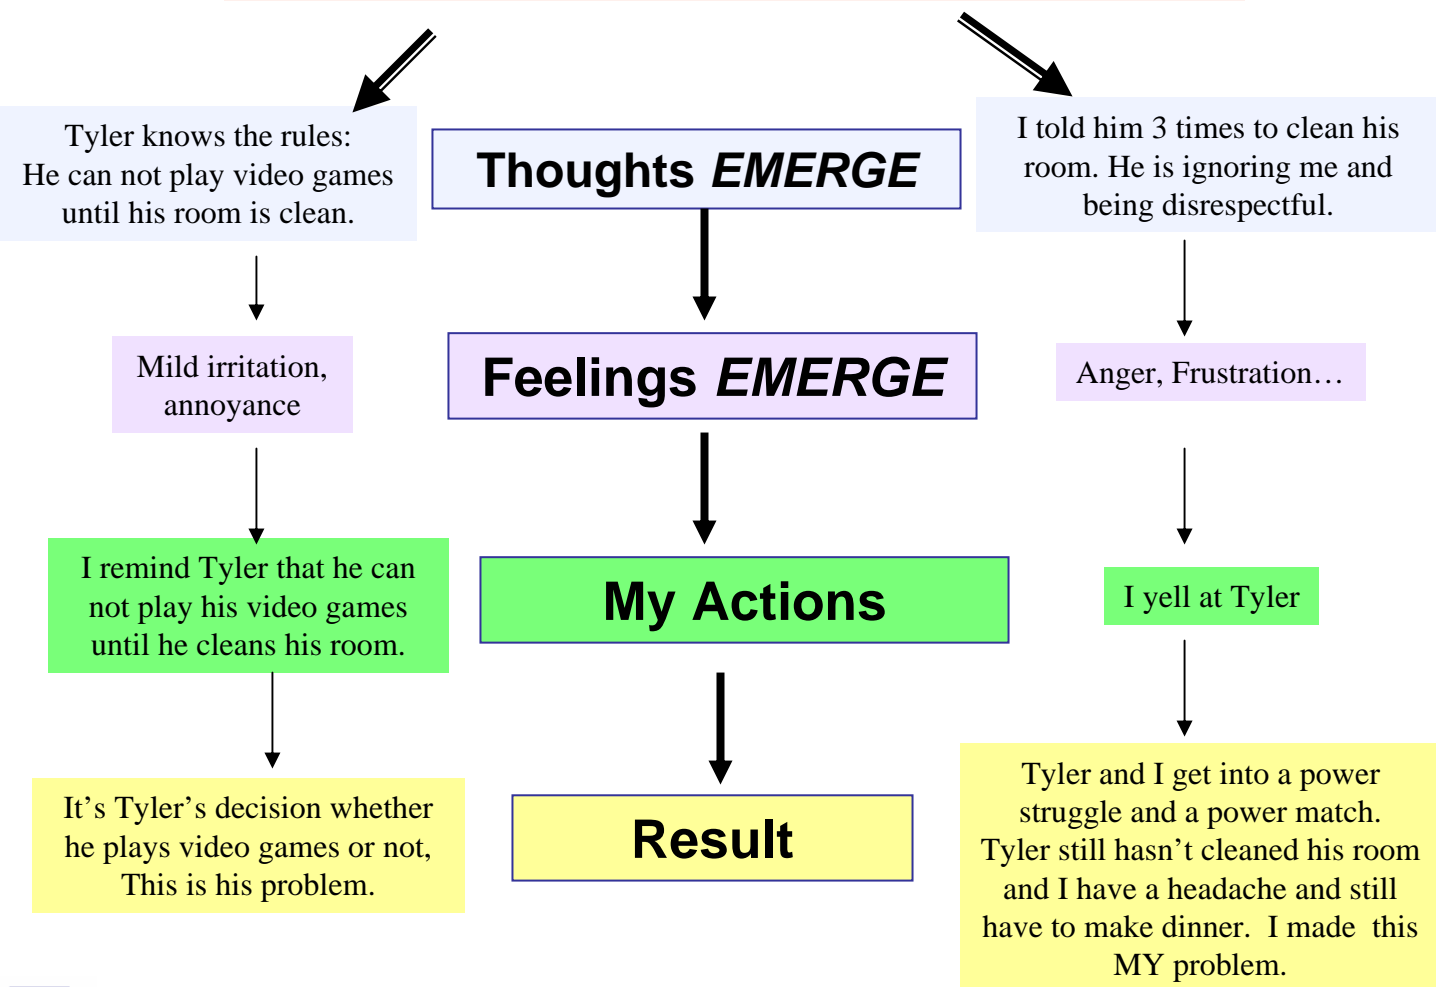 Tyler knows the rules:
He can not play video games
until his room is clean.
Thoughts EMERGE
I told him 3 times to clean his
room. He is ignoring me and
being disrespectful.
Mild irritation,
annoyance
Feelings EMERGE
Anger, Frustration…
I remind Tyler that he can
not play his video games
until he cleans his room.
My Actions
I yell at Tyler
It’s Tyler’s decision whether
he plays video games or not,
This is his problem.
Result
Tyler and I get into a power
struggle and a power match.
Tyler still hasn’t cleaned his room
and I have a headache and still
have to make dinner.  I made  this
MY problem.